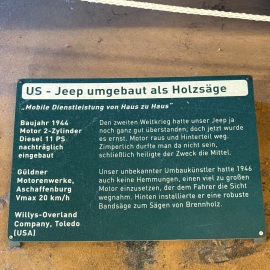 US - Jeep umgebaut als Holzsäge
„Mobile Dienstleistung von Haus zu Haus"
Baujahr 1944
Motor 2-Zylinder
Diesel 11 PS
nachträglich
eingebaut
Güldner
Motorenwerke,
Aschaffenburg
Vmax 20 km/h
Willys-Overland
Company, Toledo
(USA)
Den zweiten Weltkrieg hatte unser Jeep ja
noch ganz gut überstanden; doch jetzt wurde
es ernst. Motor raus und Hinterteil weg.
Zimperlich durfte man da nicht sein,
schließlich heiligte der Zweck die Mittel.
Unser unbekannter Umbaukünstler hatte 1946
auch keine Hemmungen, einen viel zu großen
Motor einzusetzen, der dem Fahrer die Sicht
wegnahm. Hinten installierte er eine robuste
Bandsäge zum Sägen von Brennholz.